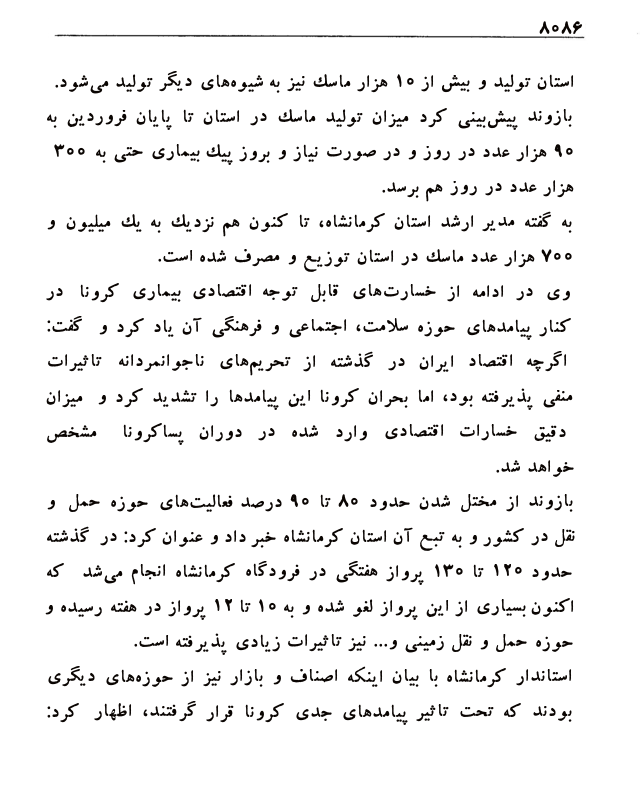 ۸۰۸۶
استان تولید و بیش از ۱۰ هزار ماسك نیز به شیوه‌های دیگر تولید می‌شود.
بازوند پیش‌بینی کرد میزان تولید ماسك در استان تا پایان فروردین به
۹۰ هزار عدد در روز و در صورت نیاز و بروز پیك بیماری حتی به ۳۰۰
هزار عدد در روز هم برسد.
به گفته مدیر ارشد استان کرمانشاه، تا کنون هم نزدیك به یك میلیون و
۷۰۰ هزار عدد ماسك در استان توزیع و مصرف شده است.
وی در ادامه از خسارت‌های قابل توجه اقتصادی بیماری کرونا در
کنار پیامدهای حوزه سلامت، اجتماعی و فرهنگی آن یاد کرد و گفت:
اگرچه اقتصاد ایران در گذشته از تحریم‌های ناجوانمردانه تاثیرات
منفی پذیرفته بود، اما بحران کرونا این پیامدها را تشدید کرد و میزان
دقیق خسارات اقتصادی وارد شده در دوران پساکرونا مشخص
خواهد شد.
بازوند از مختل شدن حدود ۸۰ تا ۹۰ درصد فعالیت‌های حوزه حمل و
نقل در کشور و به تبع آن استان کرمانشاه خبر داد و عنوان کرد: در گذشته
حدود ۱۲۰ تا ۱۳۰ پرواز هفتگی در فرودگاه کرمانشاه انجام می‌شد که
اکنون بسیاری از این پرواز لغو شده و به ۱۰ تا ۱۲ پرواز در هفته رسیده و
حوزه حمل و نقل زمینی و... نیز تاثیرات زیادی پذیرفته است.
استاندار کرمانشاه با بیان اینکه اصناف و بازار نیز از حوزه‌های دیگری
بودند که تحت تاثیر پیامدهای جدی کرونا قرار گرفتند، اظهار کرد: